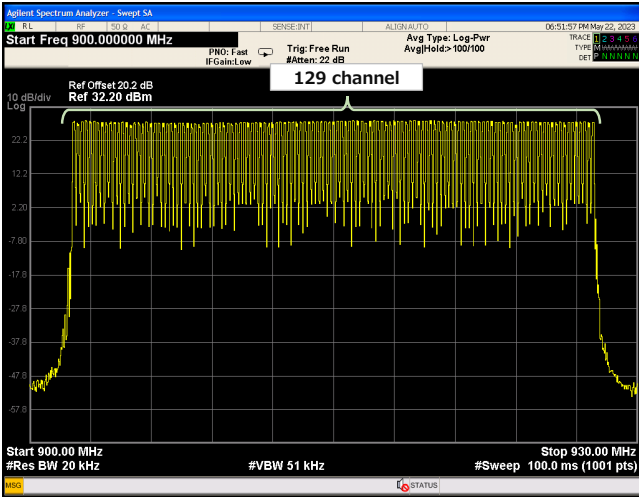 Agilent Spectrum Analyzer - Swept SA
LXI RL RF 50 Ω AC SENSE:INT ALIGN AUTO 06:51:57 PM May 22, 2023
Start Freq 900.000000 MHz
PNO: Fast
IFGain:Low
Trig: Free Run
#Atten: 22 dB
Avg Type: Log-Pwr
Avg|Hold:> 100/100
TRACE 1 2 3 4 5 6
TYPE M
DET P N N N N N
129 channel
Ref Offset 20.2 dB
10 dB/div Ref 32.20 dBm
Log
22.2
12.2
2.20
-7.80
-17.8
-27.8
-37.8
-47.8
-57.8
Start 900.00 MHz Stop 930.00 MHz
#Res BW 20 kHz #VBW 51 kHz #Sweep 100.0 ms (1001 pts)
MSG STATUS